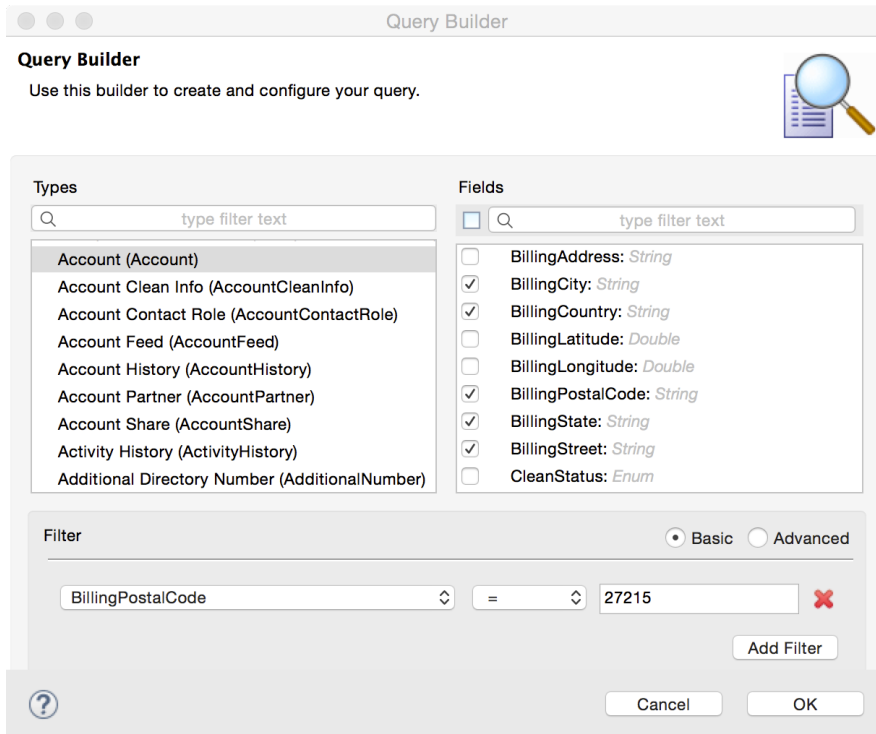 Query Builder
Query Builder
Use this builder to create and configure your query.
Types
type filter text
Account (Account)
Account Clean Info (AccountCleanInfo)
Account Contact Role (AccountContactRole)
Account Feed (AccountFeed)
Account History (AccountHistory)
Account Partner (AccountPartner)
Account Share (AccountShare)
Activity History (ActivityHistory)
Additional Directory Number (AdditionalNumber)
Fields
type filter text
BillingAddress: String
BillingCity: String
BillingCountry: String
BillingLatitude: Double
BillingLongitude: Double
BillingPostalCode: String
BillingState: String
BillingStreet: String
CleanStatus: Enum
Filter
Basic Advanced
BillingPostalCode = 27215
Add Filter
? Cancel OK